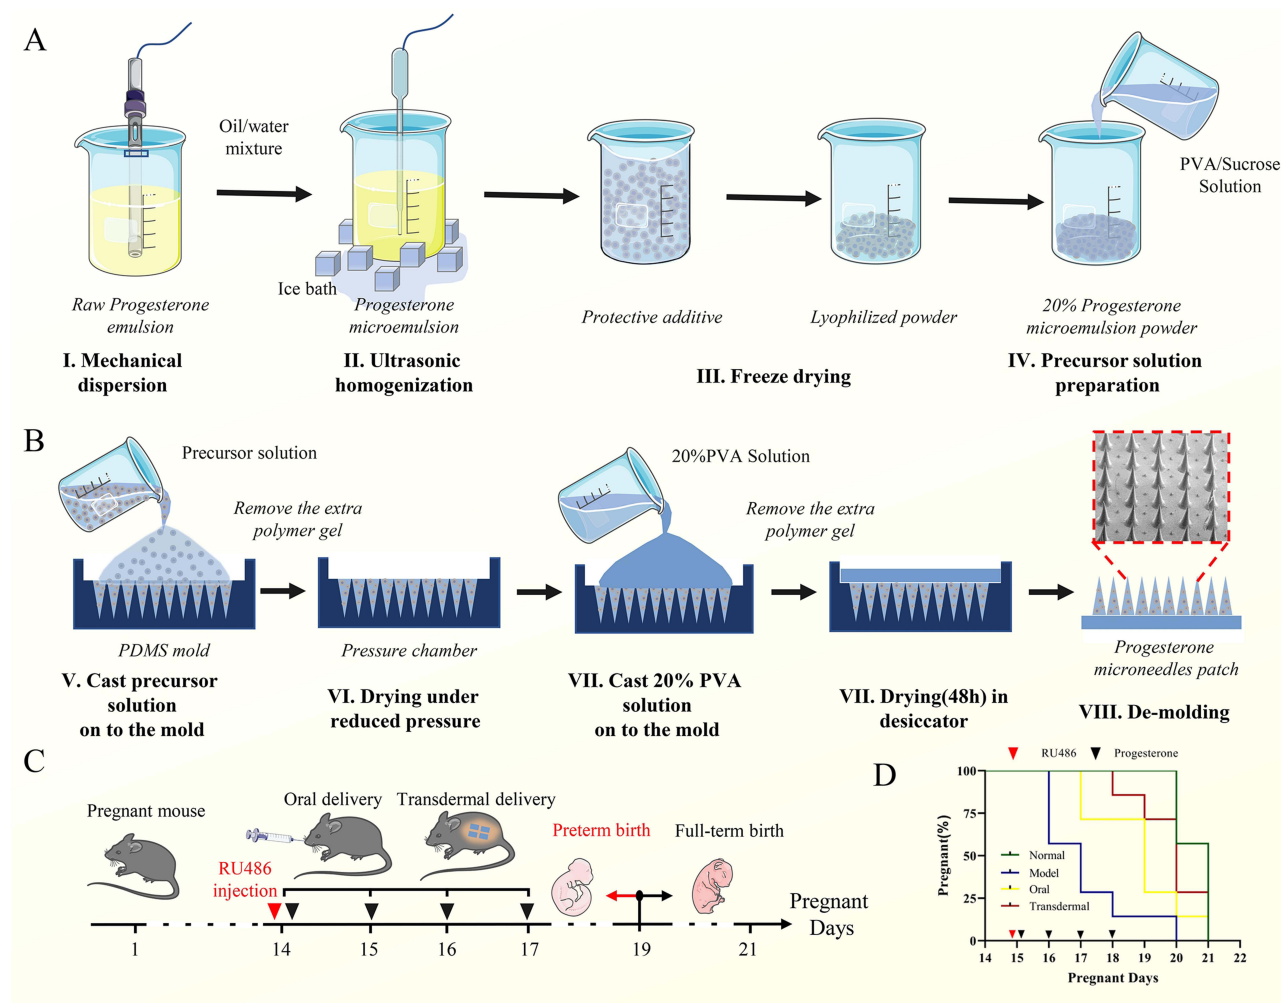 A
Oil/water
mixture
PVA/Sucrose
Solution
Ice bath
Raw Progesterone
emulsion
Progesterone
microemulsion
Protective additive
Lyophilized powder
20% Progesterone
microemulsion powder
I. Mechanical
dispersion
II. Ultrasonic
homogenization
III. Freeze drying
IV. Precursor solution
preparation
B
Precursor solution
Remove the extra
polymer gel
20%PVA Solution
Remove the extra
polymer gel
PDMS mold
Pressure chamber
Progesterone
microneedles patch
V. Cast precursor
solution
on to the mold
VI. Drying under
reduced pressure
VII. Cast 20% PVA
solution
on to the mold
VII. Drying(48h) in
desiccator
VIII. De-molding
C
Pregnant mouse
Oral delivery
Transdermal delivery
RU486
injection
Preterm birth
Full-term birth
Pregnant
Days
1
14
15
16
17
19
21
D
RU486
Progesterone
Pregnant(%)
100
75
50
25
0
Normal
Model
Oral
Transdermal
14 15 16 17 18 19 20 21 22
Pregnant Days